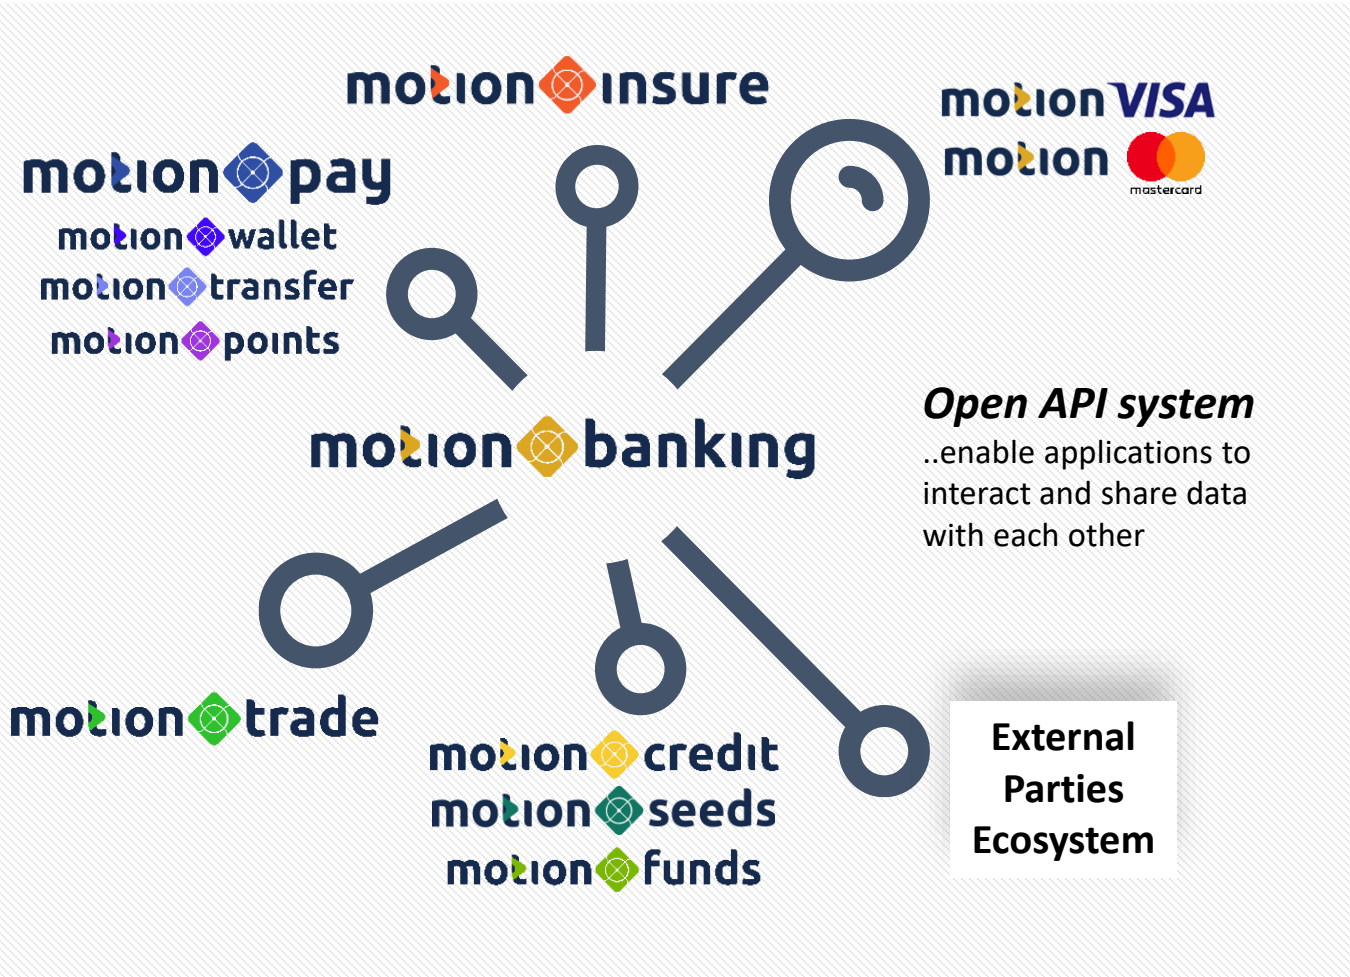 motion insure
motion VISA
motion mastercard
motion pay
motion wallet
motion transfer
motion points
motion banking
Open API system
..enable applications to
interact and share data
with each other
motion trade
motion credit
motion seeds
motion funds
External
Parties
Ecosystem